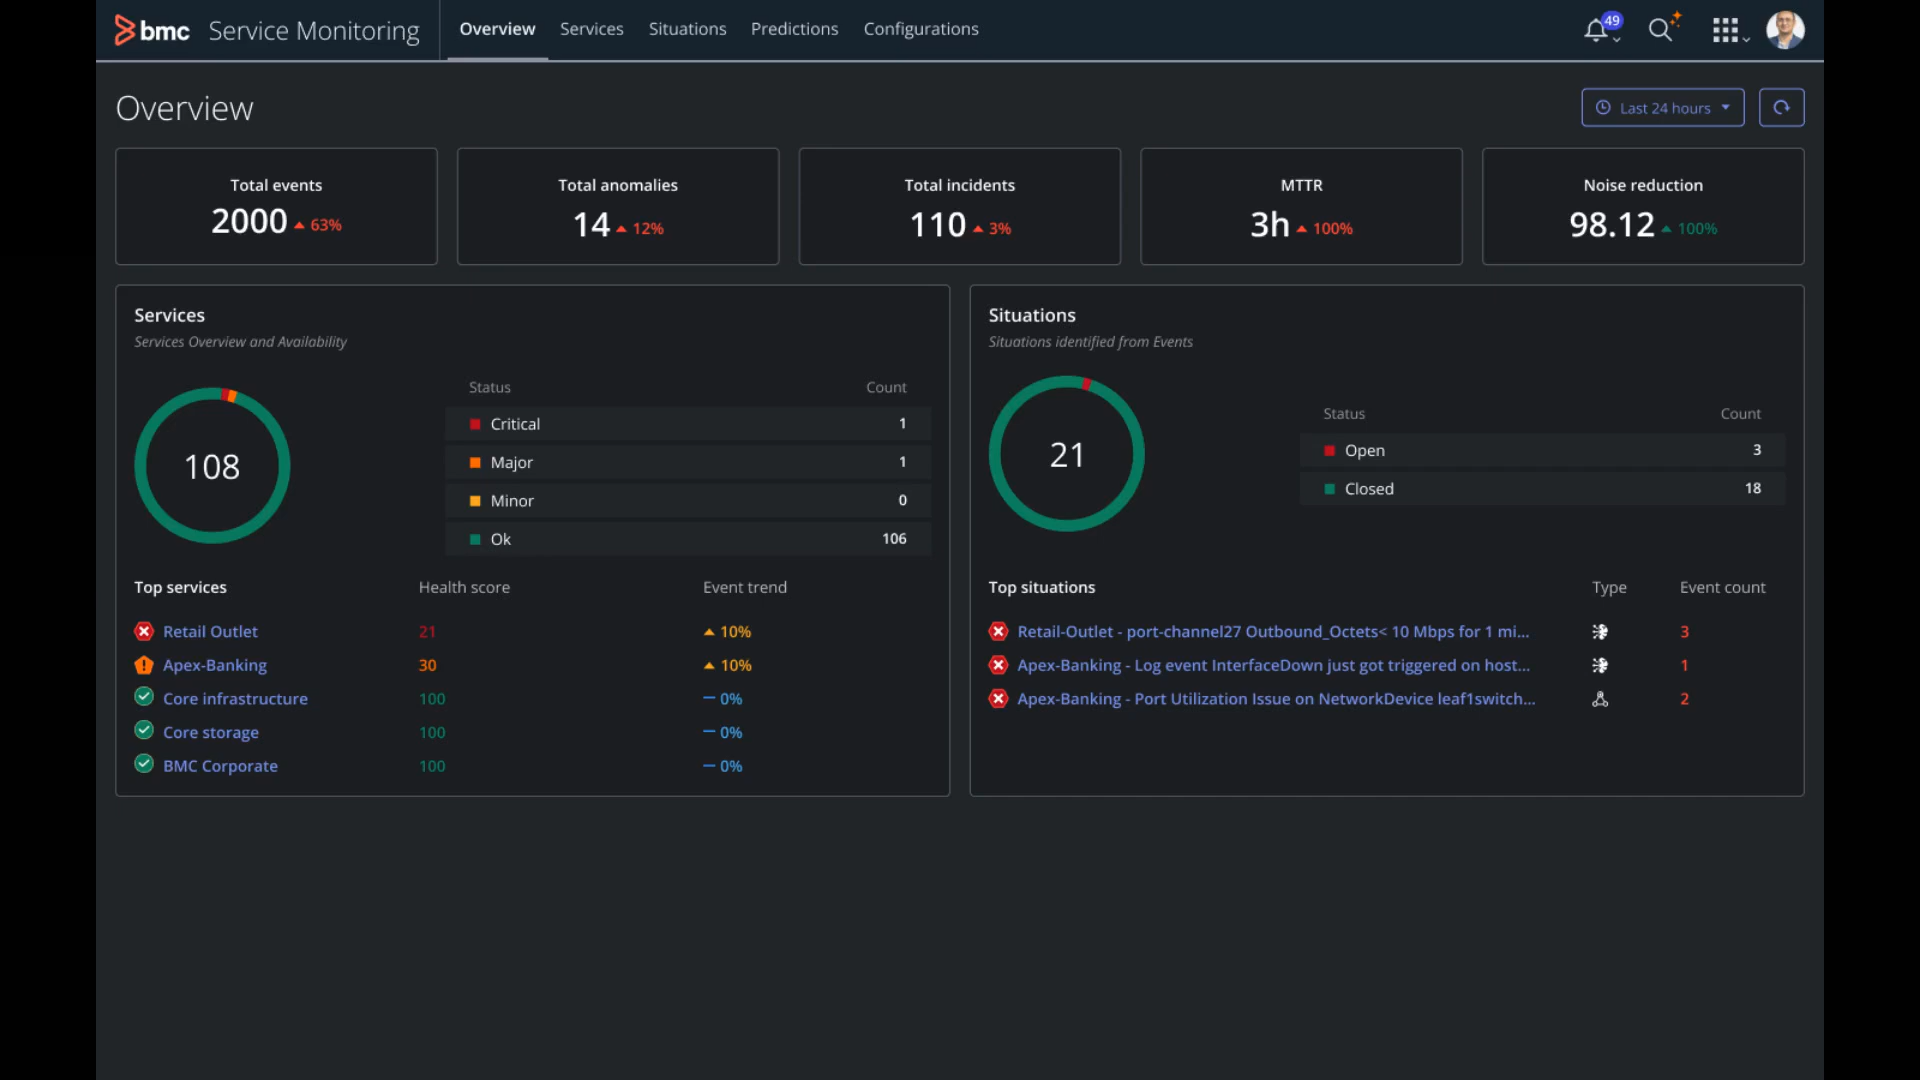 bmc Service Monitoring Overview Services Situations Predictions Configurations 49
Overview
Last 24 hours
Total events
2000 63%
Total anomalies
14 12%
Total incidents
110 3%
MTTR
3h 100%
Noise reduction
98.12 100%
Services
Services Overview and Availability
108
Status Count
Critical 1
Major 1
Minor 0
Ok 106
Top services Health score Event trend
Retail Outlet 21 10%
Apex-Banking 30 10%
Core infrastructure 100 0%
Core storage 100 0%
BMC Corporate 100 0%
Situations
Situations identified from Events
21
Status Count
Open 3
Closed 18
Top situations Type Event count
Retail-Outlet - port-channel27 Outbound_Octets< 10 Mbps for 1 mi... 3
Apex-Banking - Log event InterfaceDown just got triggered on host... 1
Apex-Banking - Port Utilization Issue on NetworkDevice leaf1switch... 2